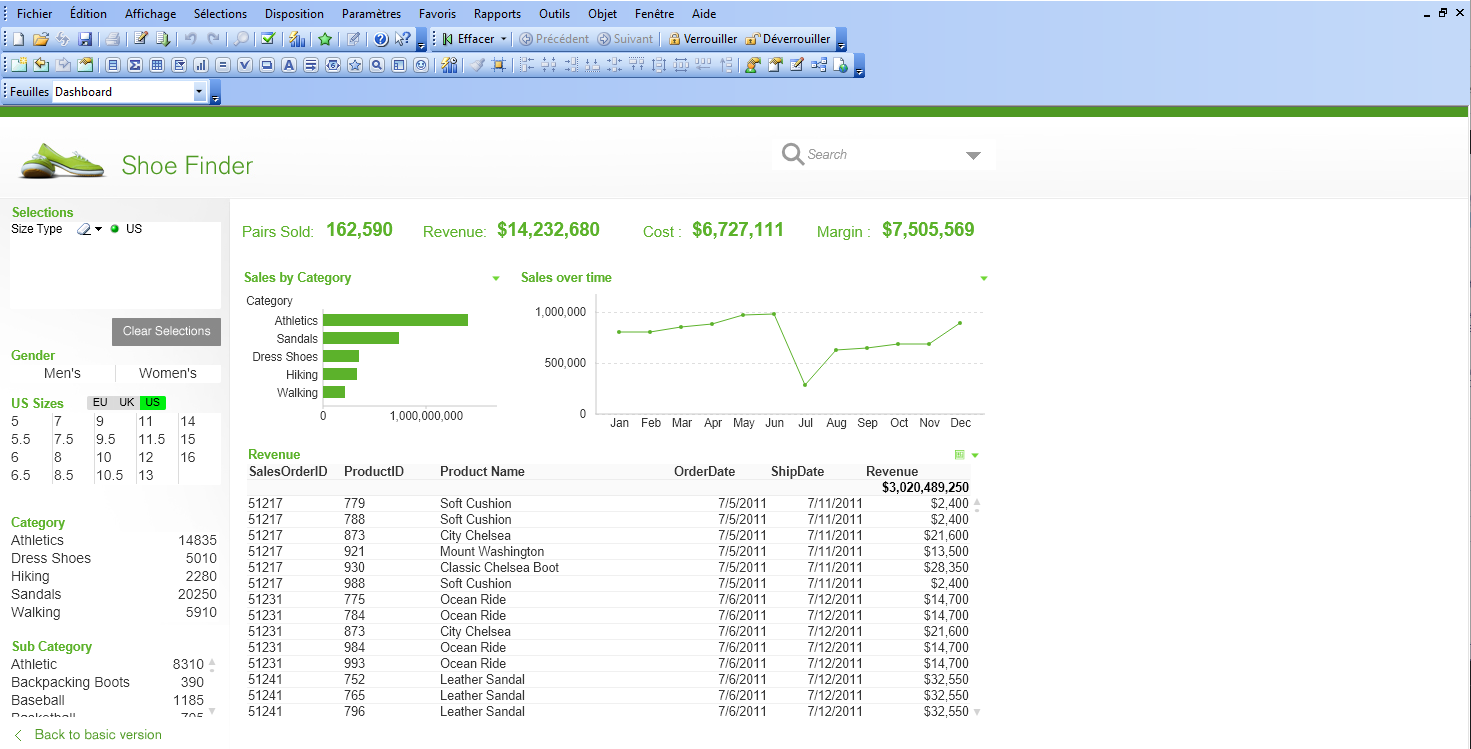 Fichier Édition Affichage Sélections Disposition Paramètres Favoris Rapports Outils Objet Fenêtre Aide
Effacer Précédent Suivant Verrouiller Déverrouiller
Feuilles Dashboard
Shoe Finder
Search
Selections
Size Type US
Clear Selections
Gender
Men's Women's
US Sizes EU UK US
5 7 9 11 14
5.5 7.5 9.5 11.5 15
6 8 10 12 16
6.5 8.5 10.5 13
Category
Athletics 14835
Dress Shoes 5010
Hiking 2280
Sandals 20250
Walking 5910
Sub Category
Athletic 8310
Backpacking Boots 390
Baseball 1185
Basketball 705
Back to basic version
Pairs Sold: 162,590 Revenue: $14,232,680 Cost : $6,727,111 Margin : $7,505,569
Sales by Category
Category
Athletics
Sandals
Dress Shoes
Hiking
Walking
0 1,000,000,000
Sales over time
1,000,000
500,000
0
Jan Feb Mar Apr May Jun Jul Aug Sep Oct Nov Dec
Revenue
SalesOrderID ProductID Product Name OrderDate ShipDate Revenue
$3,020,489,250
51217 779 Soft Cushion 7/5/2011 7/11/2011 $2,400
51217 788 Soft Cushion 7/5/2011 7/11/2011 $2,400
51217 873 City Chelsea 7/5/2011 7/11/2011 $21,600
51217 921 Mount Washington 7/5/2011 7/11/2011 $13,500
51217 930 Classic Chelsea Boot 7/5/2011 7/11/2011 $28,350
51217 988 Soft Cushion 7/5/2011 7/11/2011 $2,400
51231 775 Ocean Ride 7/6/2011 7/12/2011 $14,700
51231 784 Ocean Ride 7/6/2011 7/12/2011 $14,700
51231 873 City Chelsea 7/6/2011 7/12/2011 $21,600
51231 984 Ocean Ride 7/6/2011 7/12/2011 $14,700
51231 993 Ocean Ride 7/6/2011 7/12/2011 $14,700
51241 752 Leather Sandal 7/6/2011 7/12/2011 $32,550
51241 765 Leather Sandal 7/6/2011 7/12/2011 $32,550
51241 796 Leather Sandal 7/6/2011 7/12/2011 $32,550